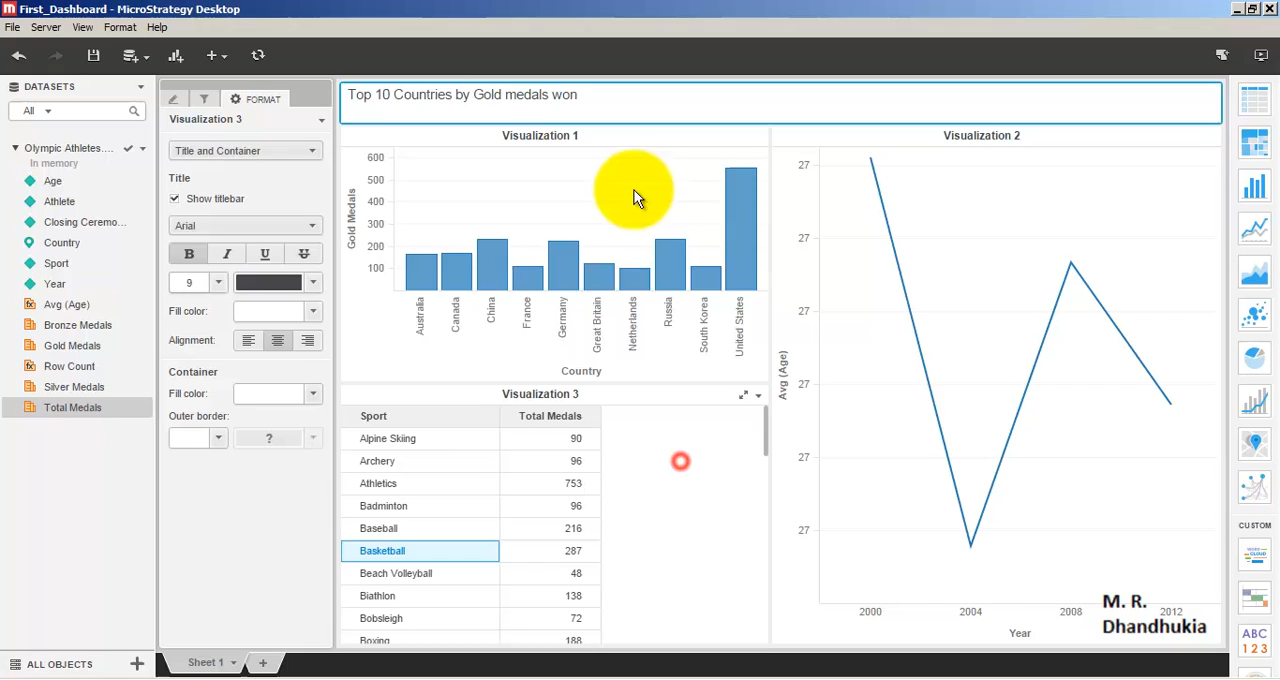 First_Dashboard - MicroStrategy Desktop
File Server View Format Help
DATASETS
All
Olympic Athletes....
In memory
Age
Athlete
Closing Ceremo...
Country
Sport
Year
Avg (Age)
Bronze Medals
Gold Medals
Row Count
Silver Medals
Total Medals
ALL OBJECTS
FORMAT
Visualization 3
Title and Container
Title
Show titlebar
Arial
B I U S
9
Fill color:
Alignment:
Container
Fill color:
Outer border:
?
Top 10 Countries by Gold medals won
Visualization 1
Gold Medals
600
500
400
300
200
100
Australia
Canada
China
France
Germany
Great Britain
Netherlands
Russia
South Korea
United States
Country
Visualization 3
Sport Total Medals
Alpine Skiing 90
Archery 96
Athletics 753
Badminton 96
Baseball 216
Basketball 287
Beach Volleyball 48
Biathlon 138
Bobsleigh 72
Boxing 188
Visualization 2
Avg (Age)
27
27
27
27
27
27
2000 2004 2008 2012
Year
M. R.
Dhandhukia
CUSTOM
WORD
CLOUD
ABC
123
Sheet 1